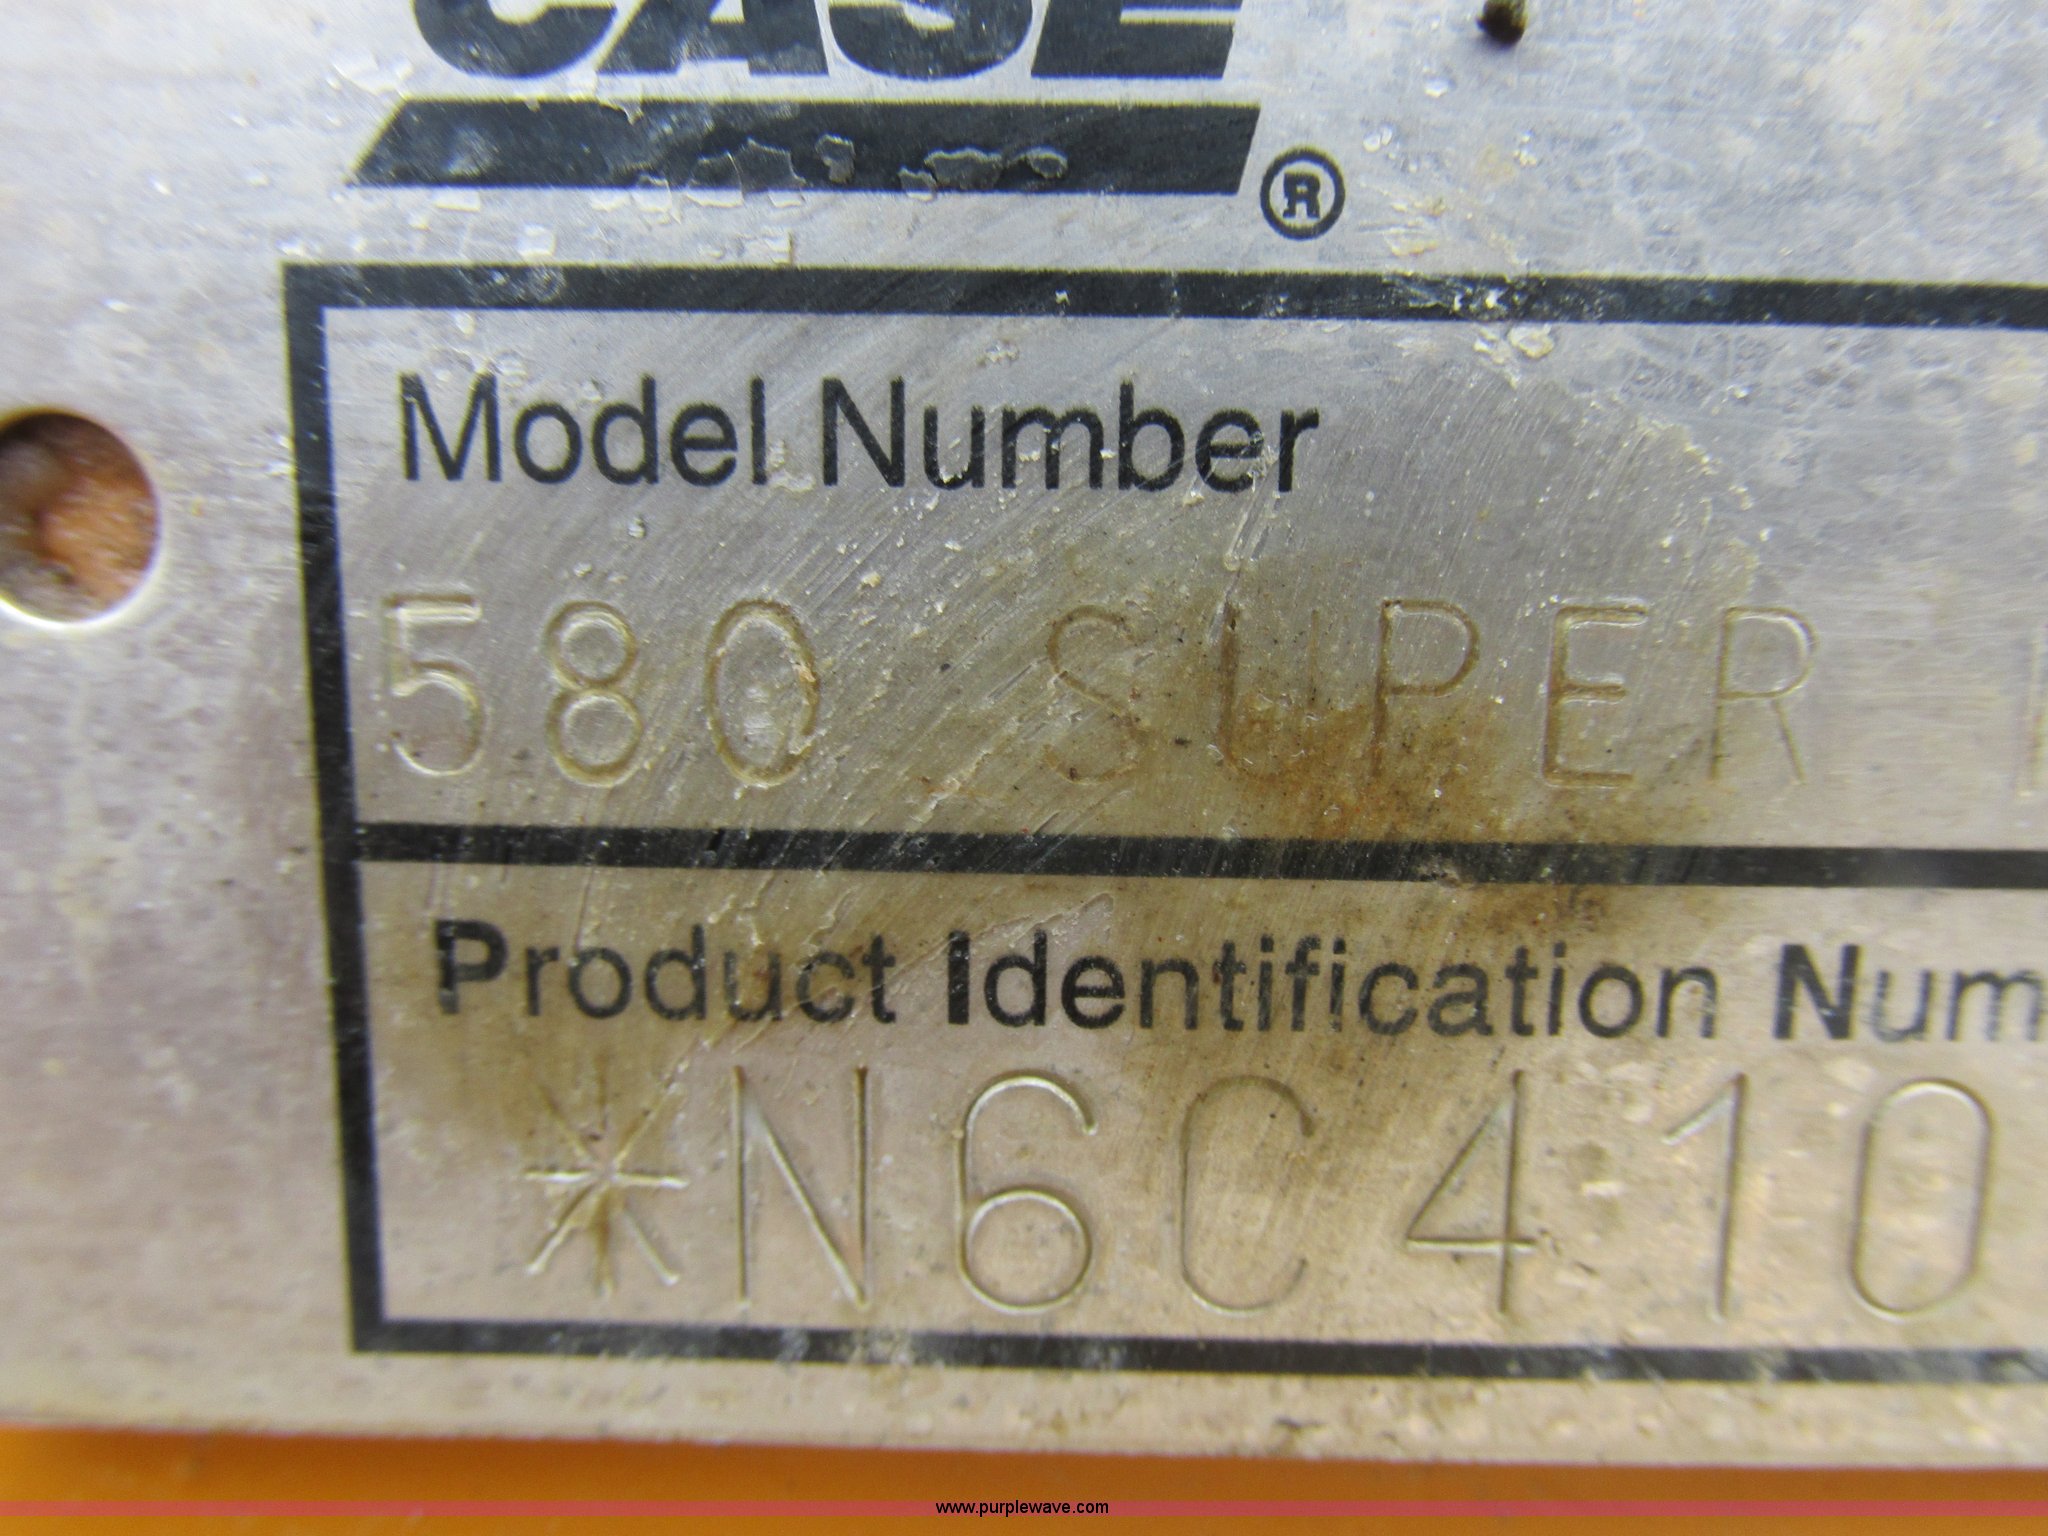 CASE
®
Model Number
580 SUPER
Product Identification Num
*N6C410
www.purplewave.com